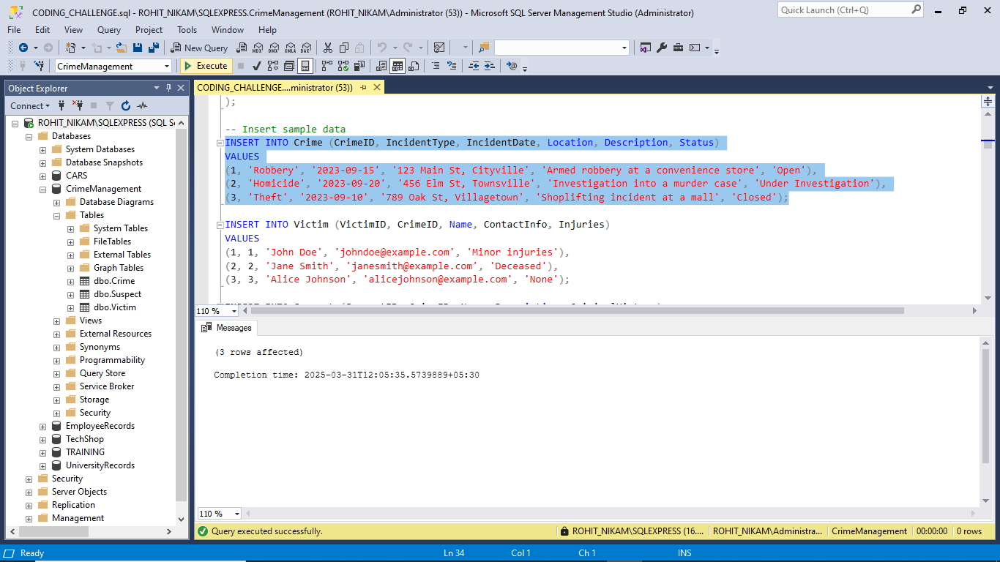 CODING_CHALLENGE.sql - ROHIT_NIKAM\SQLEXPRESS.CrimeManagement (ROHIT_NIKAM\Administrator (53)) - Microsoft SQL Server Management Studio (Administrator)
Quick Launch (Ctrl+Q)
File Edit View Query Project Tools Window Help
New Query MDX DMX XMLA DAX
CrimeManagement Execute
Object Explorer
Connect
ROHIT_NIKAM\SQLEXPRESS (SQL S
Databases
System Databases
Database Snapshots
CARS
CrimeManagement
Database Diagrams
Tables
System Tables
FileTables
External Tables
Graph Tables
dbo.Crime
dbo.Suspect
dbo.Victim
Views
External Resources
Synonyms
Programmability
Query Store
Service Broker
Storage
Security
EmployeeRecords
TechShop
TRAINING
UniversityRecords
Security
Server Objects
Replication
Management
CODING_CHALLENGE....ministrator (53))
);
-- Insert sample data
INSERT INTO Crime (CrimeID, IncidentType, IncidentDate, Location, Description, Status)
VALUES
(1, 'Robbery', '2023-09-15', '123 Main St, Cityville', 'Armed robbery at a convenience store', 'Open'),
(2, 'Homicide', '2023-09-20', '456 Elm St, Townsville', 'Investigation into a murder case', 'Under Investigation'),
(3, 'Theft', '2023-09-10', '789 Oak St, Villagetown', 'Shoplifting incident at a mall', 'Closed');
INSERT INTO Victim (VictimID, CrimeID, Name, ContactInfo, Injuries)
VALUES
(1, 1, 'John Doe', 'johndoe@example.com', 'Minor injuries'),
(2, 2, 'Jane Smith', 'janesmith@example.com', 'Deceased'),
(3, 3, 'Alice Johnson', 'alicejohnson@example.com', 'None');
110 %
Messages
(3 rows affected)
Completion time: 2025-03-31T12:05:35.5739889+05:30
110 %
Query executed successfully. ROHIT_NIKAM\SQLEXPRESS (16.... ROHIT_NIKAM\Administra... CrimeManagement 00:00:00 0 rows
Ready Ln 34 Col 1 Ch 1 INS